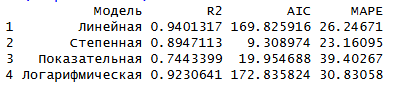 Модель R2 AIC MAPE
1 Линейная 0.9401317 169.825916 26.24671
2 Степенная 0.8947113 9.308974 23.16095
3 Показательная 0.7443399 19.954688 39.40267
4 Логарифмическая 0.9230641 172.835824 30.83058